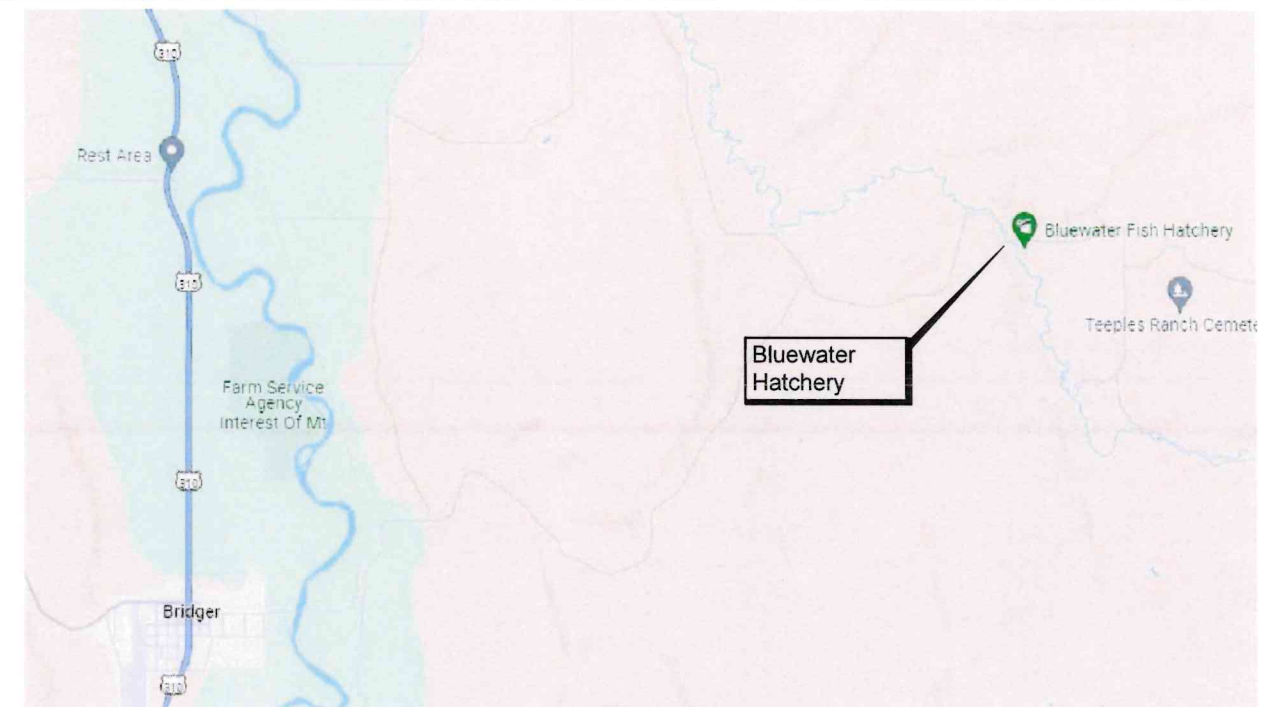 310
Rest Area
Bluewater Fish Hatchery
310
Teeples Ranch Cemete
Bluewater
Hatchery
Farm Service
Agency
Interest Of Mt
310
Bridger
310